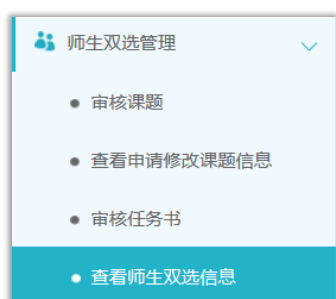 师生双选管理
审核课题
查看申请修改课题信息
审核任务书
查看师生双选信息